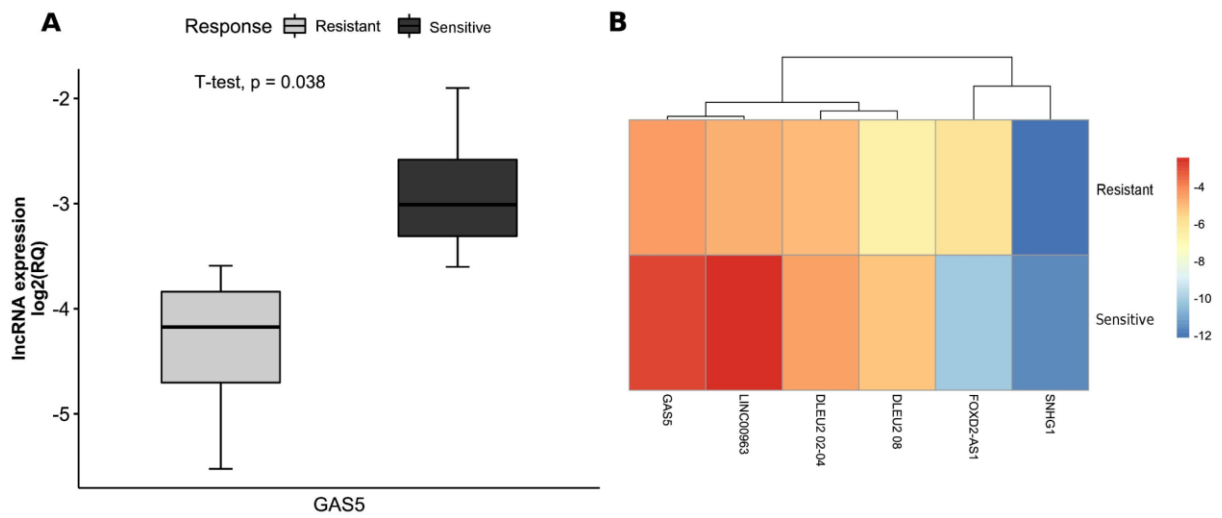 A
Response Resistant Sensitive
T-test, p = 0.038
lncRNA expression
log2(RQ)
-2
-3
-4
-5
GAS5
B
Resistant
Sensitive
-4
-6
-8
-10
-12
GAS5
LINC00963
DLEU2 02-04
DLEU2 08
FOXD2-AS1
SNHG1